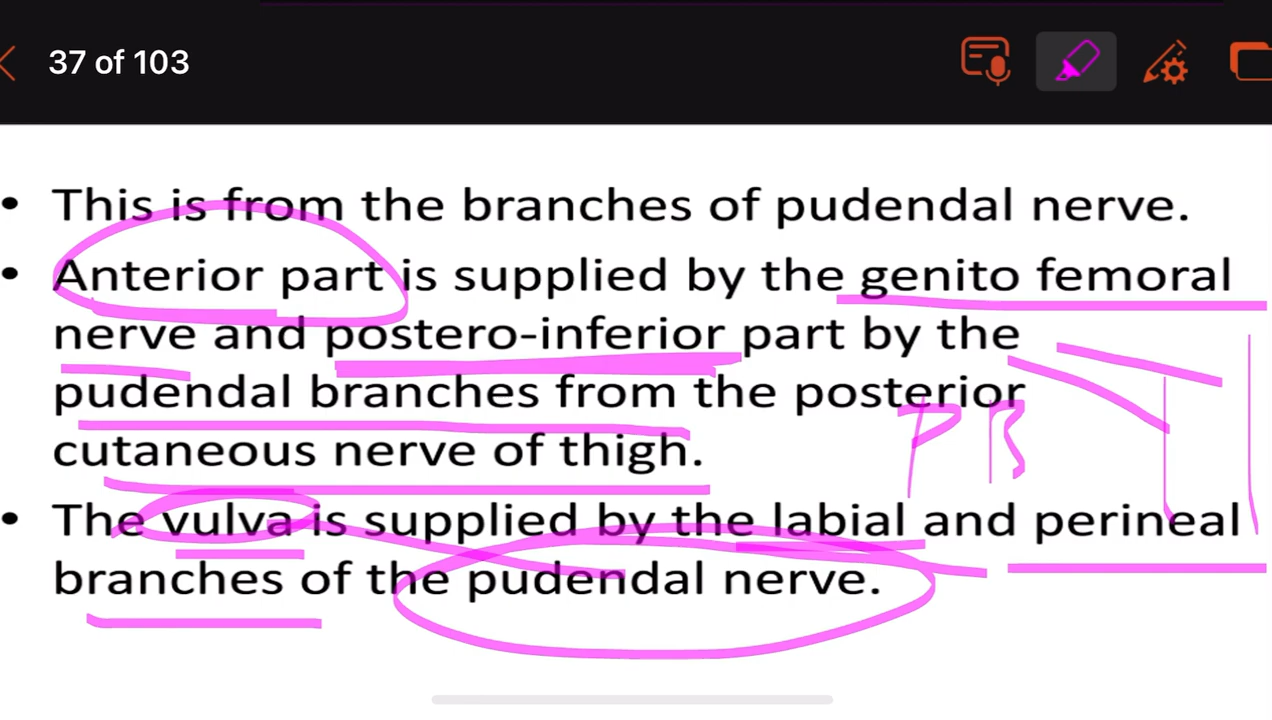 37 of 103
• This is from the branches of pudendal nerve.
• Anterior part is supplied by the genito femoral
nerve and postero-inferior part by the
pudendal branches from the posterior
cutaneous nerve of thigh.
PB
• The vulva is supplied by the labial and perineal
branches of the pudendal nerve.